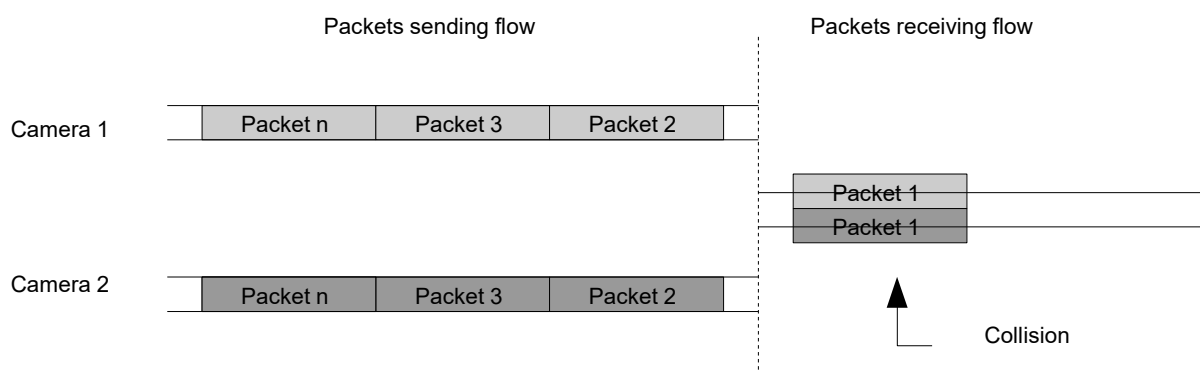 Packets sending flow
Packets receiving flow
Camera 1
Packet n
Packet 3
Packet 2
Packet 1
Packet 1
Camera 2
Packet n
Packet 3
Packet 2
Collision